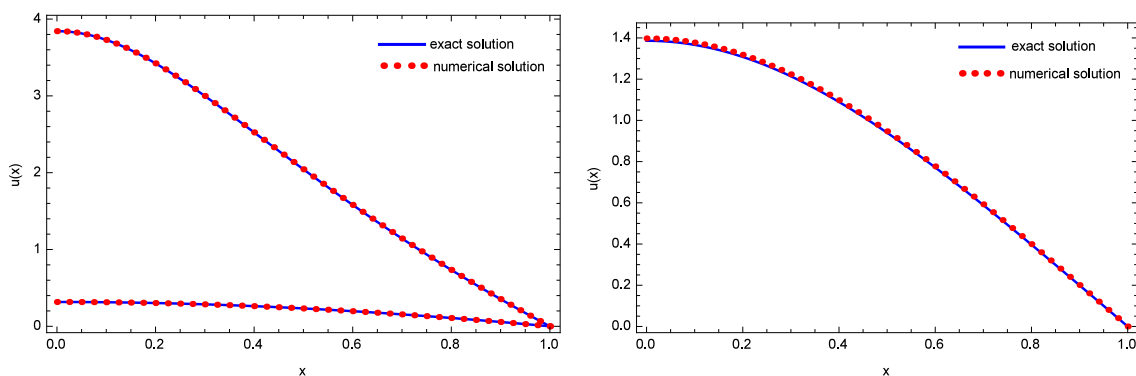 4
3
2
1
0
u(x)
exact solution
numerical solution
0.0 0.2 0.4 0.6 0.8 1.0
x
1.4
1.2
1.0
0.8
0.6
0.4
0.2
0.0
u(x)
exact solution
numerical solution
0.0 0.2 0.4 0.6 0.8 1.0
x